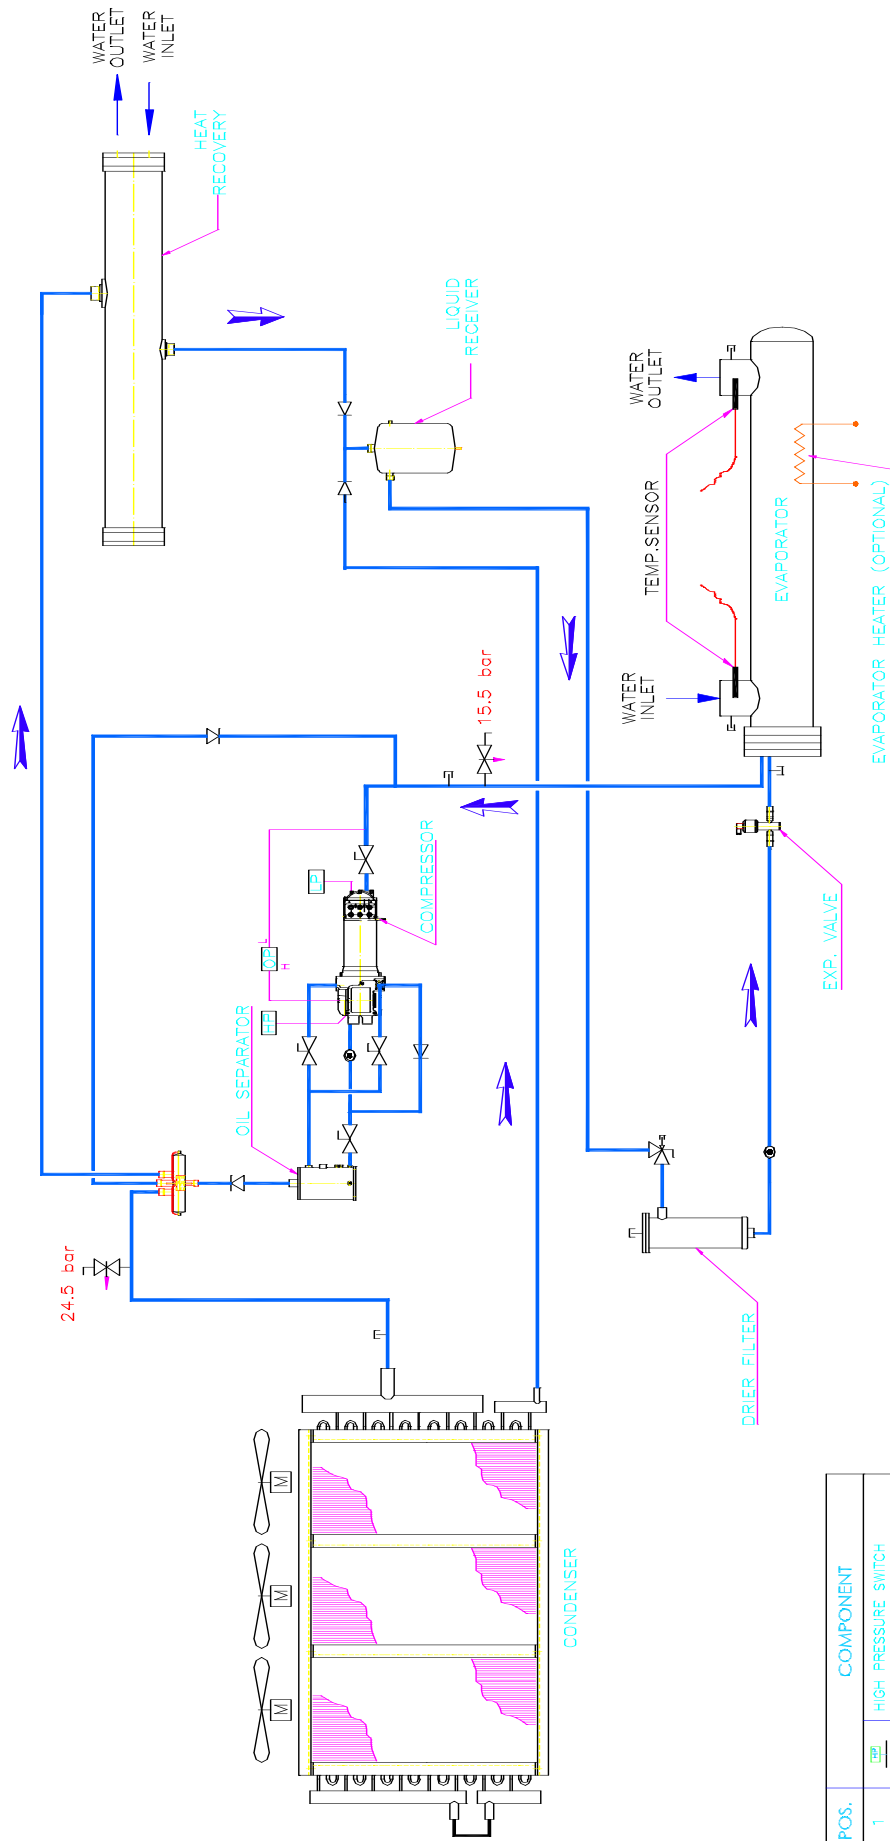 WATER
OUTLET
WATER
INLET
HEAT
RECOVERY
LIQUID
RECEIVER
WATER
OUTLET
TEMP.SENSOR
EVAPORATOR
EVAPORATOR HEATER (OPTIONAL)
WATER
INLET
15.5 bar
LP
L
OP
H
HP
COMPRESSOR
EXP. VALVE
OIL SEPARATOR
24.5 bar
DRIER FILTER
M
M
M
CONDENSER
POS.
COMPONENT
1
HP
HIGH PRESSURE SWITCH